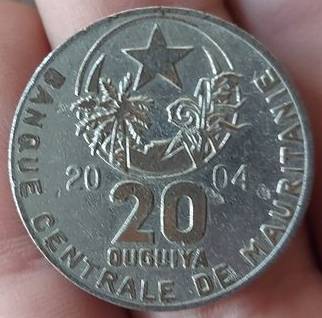 BANQUE CENTRALE DE MAURITANIE
20 04
20
OUGUIYA